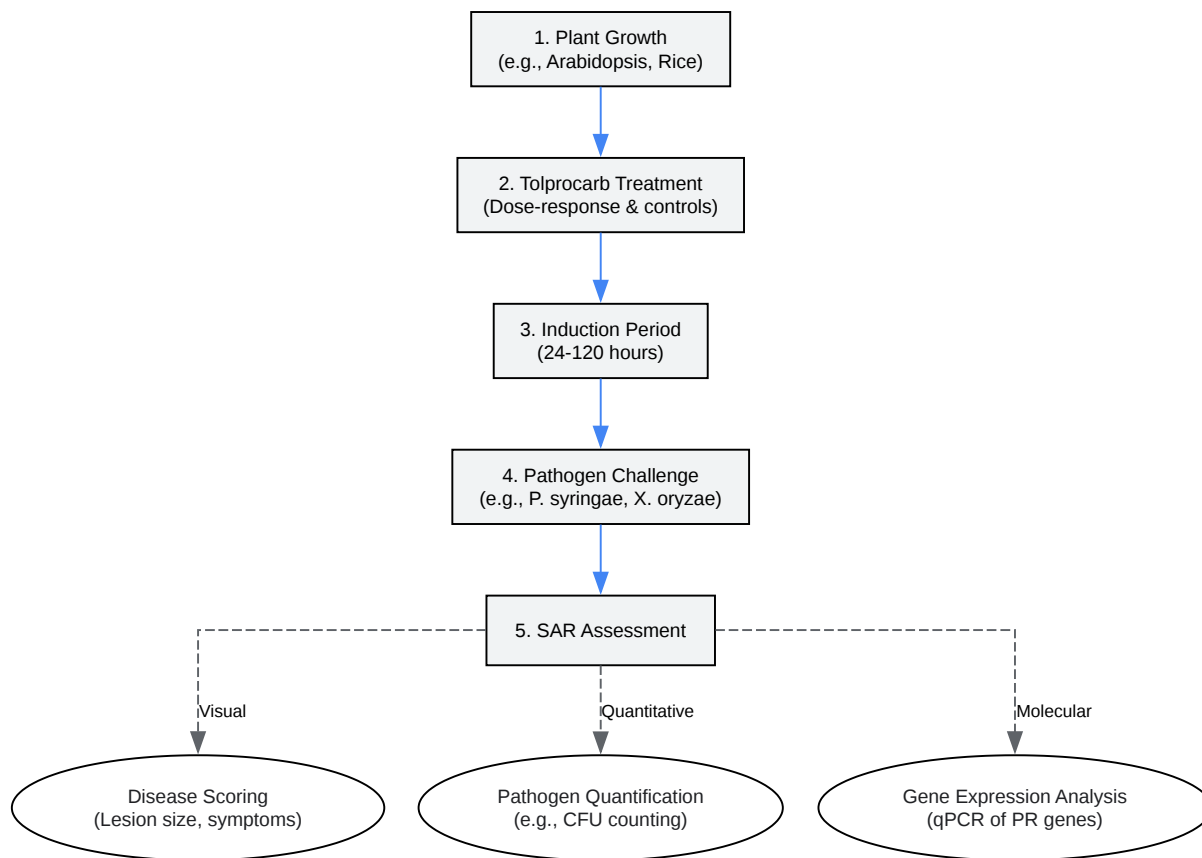 1. Plant Growth
(e.g., Arabidopsis, Rice)
2. Tolprocarb Treatment
(Dose-response & controls)
3. Induction Period
(24-120 hours)
4. Pathogen Challenge
(e.g., P. syringae, X. oryzae)
5. SAR Assessment
Visual
Quantitative
Molecular
Disease Scoring
(Lesion size, symptoms)
Pathogen Quantification
(e.g., CFU counting)
Gene Expression Analysis
(qPCR of PR genes)